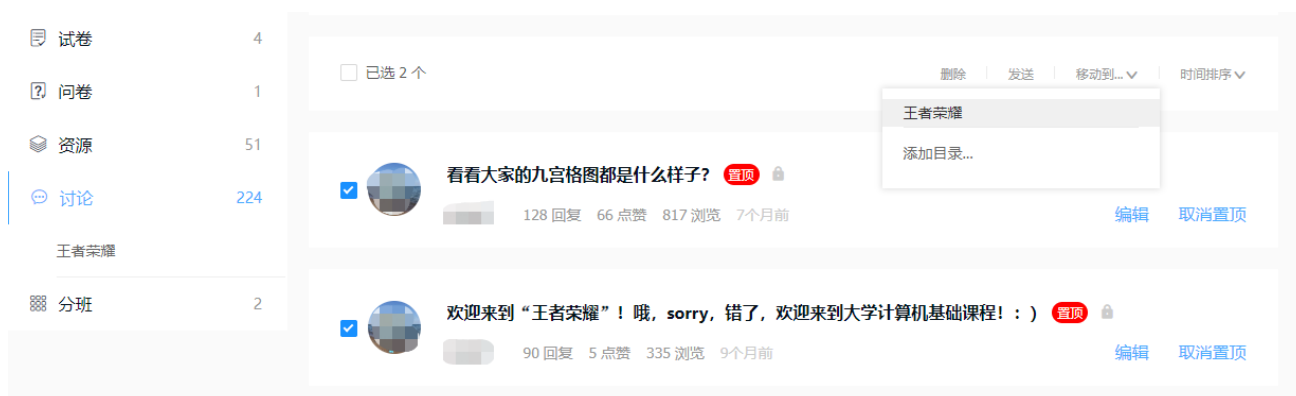 试卷 4
问卷 1
资源 51
讨论 224
王者荣耀
分班 2
已选 2 个
删除 发送 移动到... 时间排序
王者荣耀
添加目录...
看看大家的九宫格图都是什么样子? 置顶
128 回复 66 点赞 817 浏览 7个月前
编辑 取消置顶
欢迎来到“王者荣耀”！哦，sorry，错了，欢迎来到大学计算机基础课程！：) 置顶
90 回复 5 点赞 335 浏览 9个月前
编辑 取消置顶